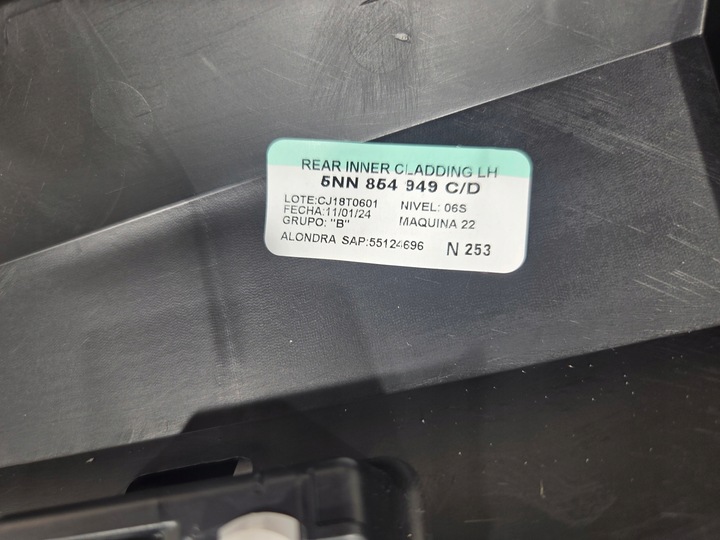 REAR INNER CLADDING LH
5NN 854 949 C/D
LOTE:CJ18T0601 NIVEL: 06S
FECHA:11/01/24
GRUPO: "B" MAQUINA 22
ALONDRA SAP:55124696 N 253